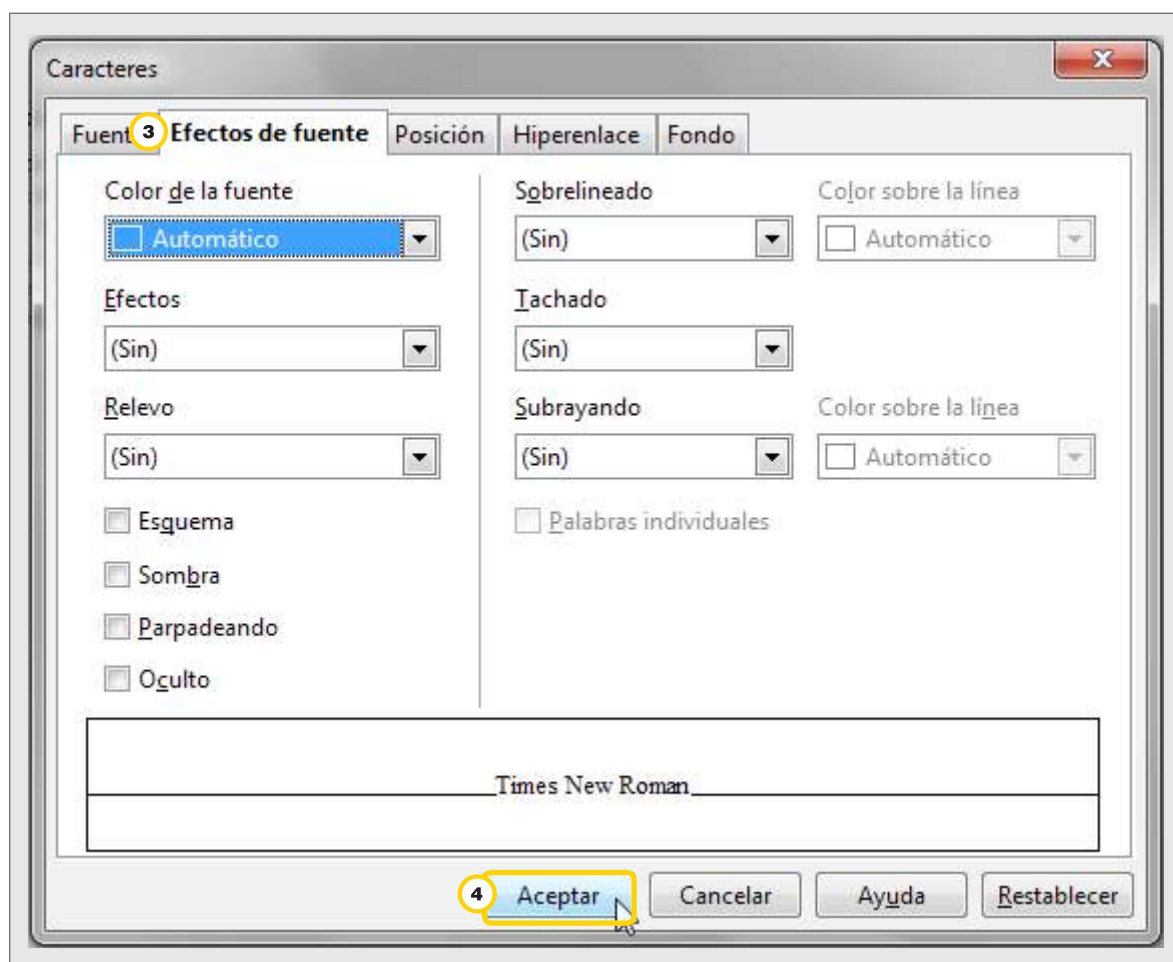 Caracteres
Fuent 3 Efectos de fuente Posición Hiperenlace Fondo
Color de la fuente Sobrelineado Color sobre la línea
Automático (Sin) Automático
Efectos Tachado
(Sin) (Sin)
Relevo Subrayando Color sobre la línea
(Sin) (Sin) Automático
Esquema Palabras individuales
Sombra
Parpadeando
Oculto
Times New Roman
4 Aceptar Cancelar Ayuda Restablecer